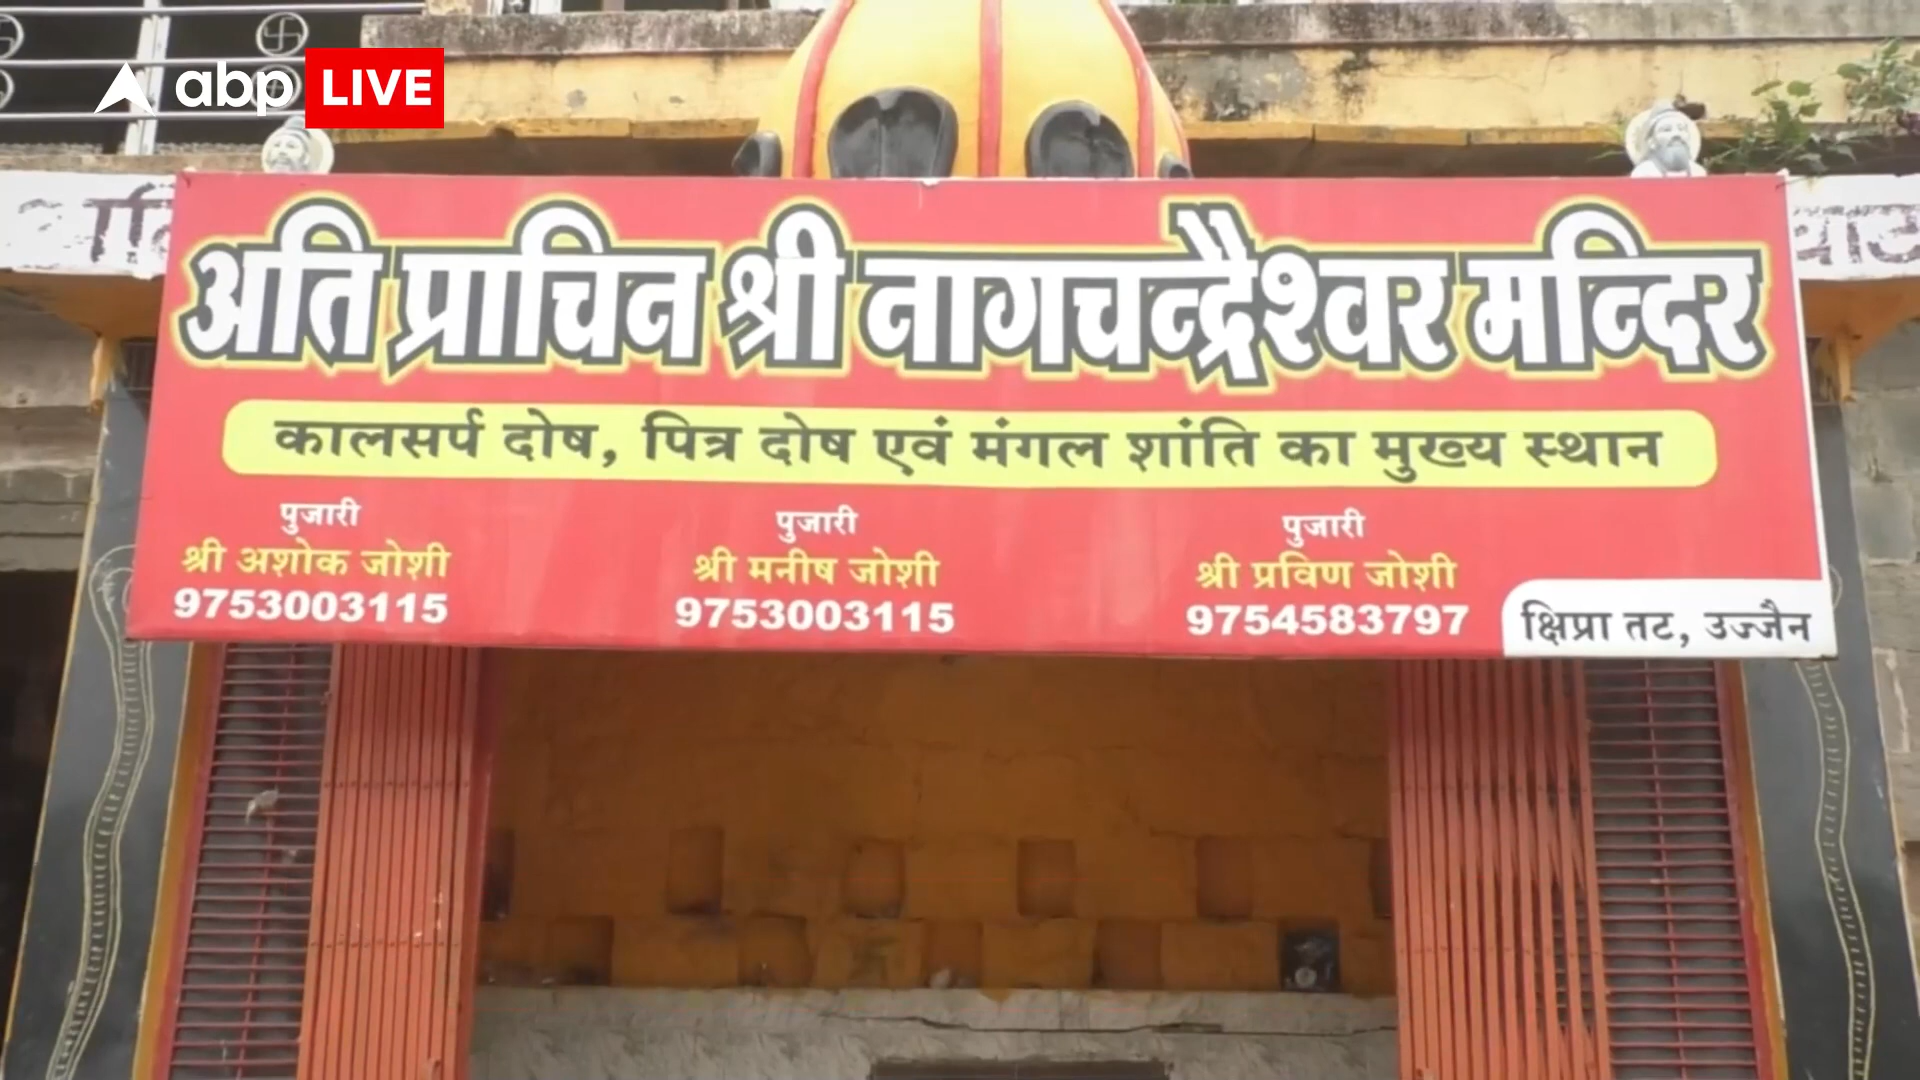 abp LIVE
अति प्राचिन श्री नागचन्द्रैश्वर मन्दिर
कालसर्प दोष, पित्र दोष एवं मंगल शांति का मुख्य स्थान
पुजारी पुजारी पुजारी
श्री अशोक जोशी श्री मनीष जोशी श्री प्रविण जोशी
9753003115 9753003115 9754583797
क्षिप्रा तट, उज्जैन